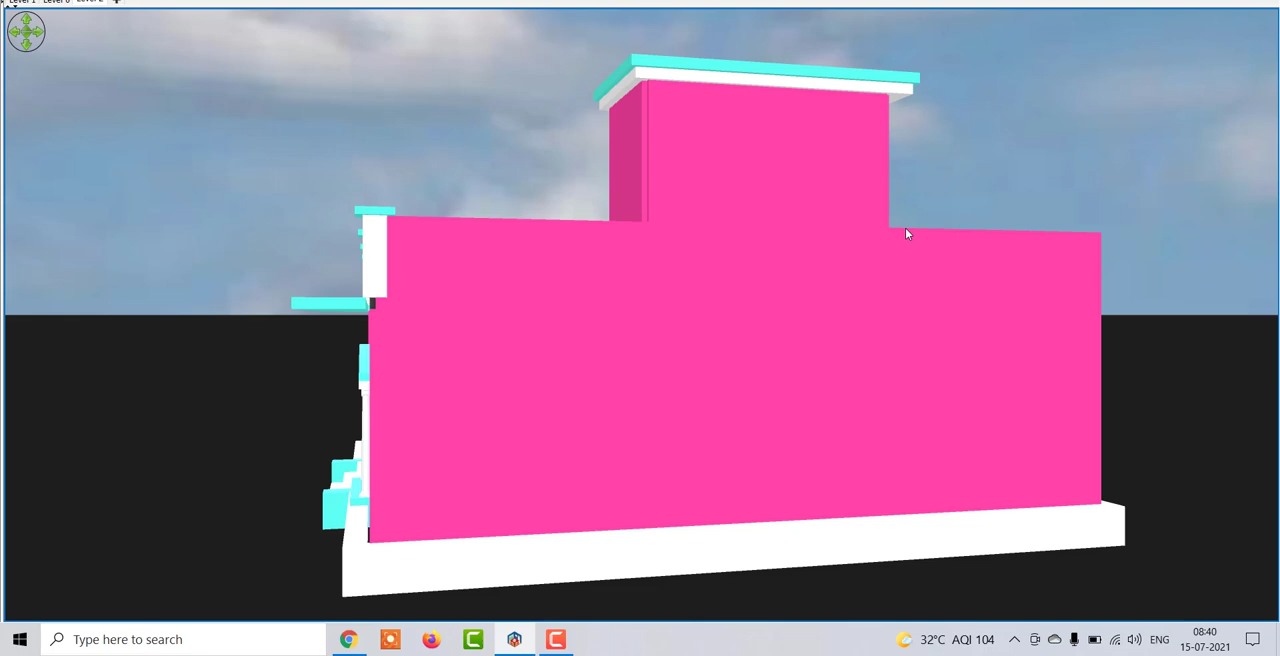 Type here to search
32°C AQI 104
ENG
08:40
15-07-2021